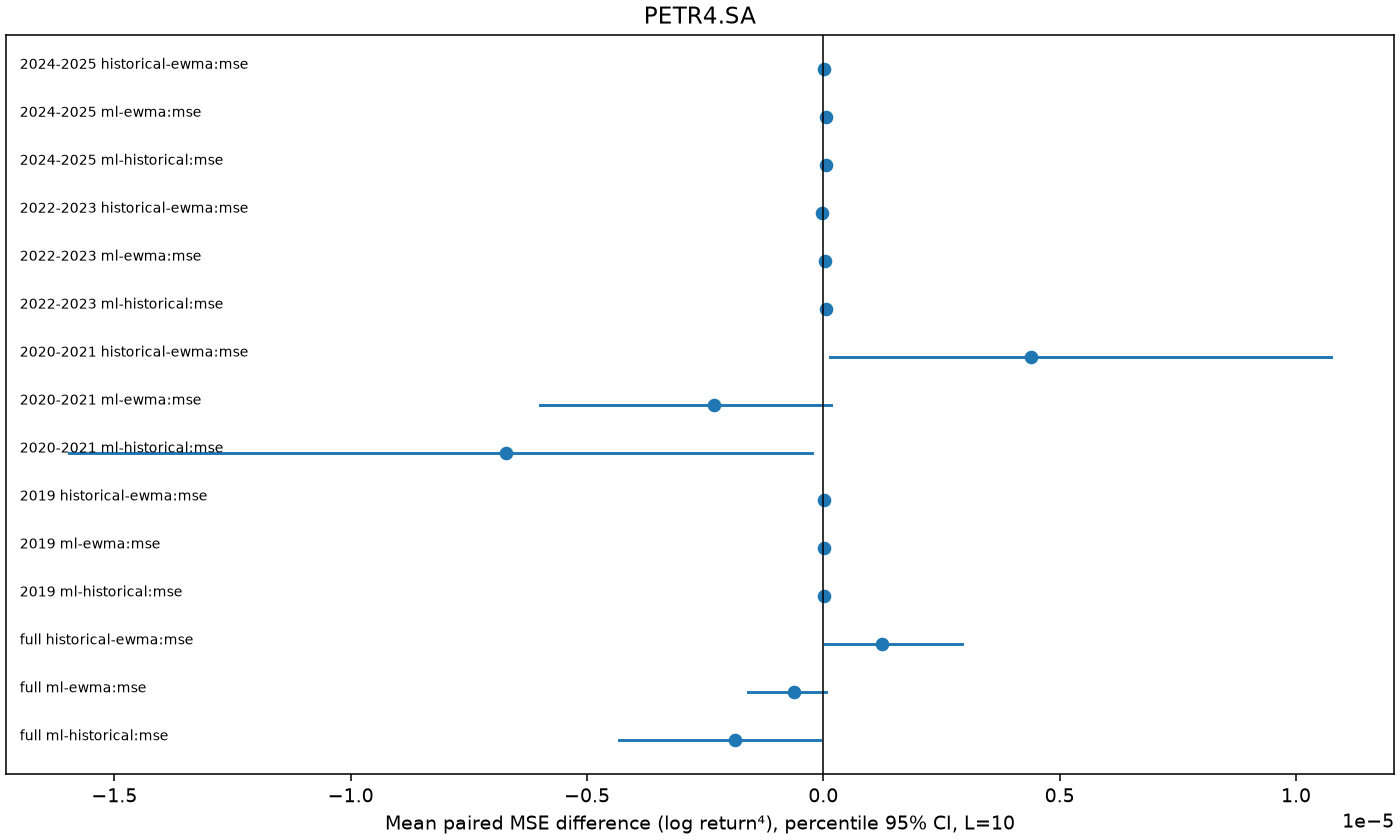 PETR4.SA
2024-2025 historical-ewma:mse
2024-2025 ml-ewma:mse
2024-2025 ml-historical:mse
2022-2023 historical-ewma:mse
2022-2023 ml-ewma:mse
2022-2023 ml-historical:mse
2020-2021 historical-ewma:mse
2020-2021 ml-ewma:mse
2020-2021 ml-historical:mse
2019 historical-ewma:mse
2019 ml-ewma:mse
2019 ml-historical:mse
full historical-ewma:mse
full ml-ewma:mse
full ml-historical:mse
−1.5 −1.0 −0.5 0.0 0.5 1.0
1e−5
Mean paired MSE difference (log return⁴), percentile 95% CI, L=10